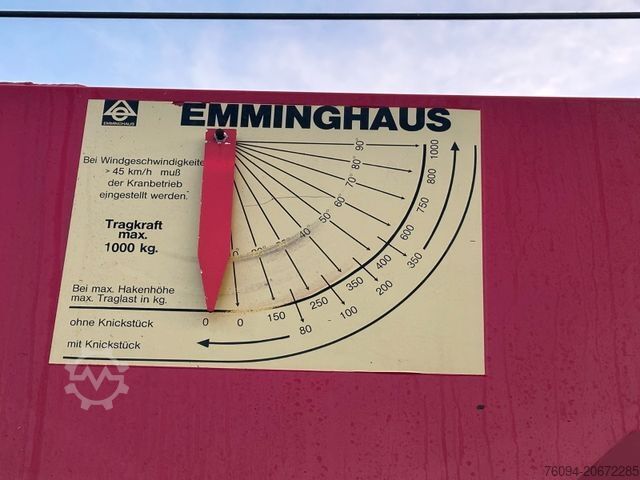 EMMINGHAUS
EMMINGHAUS
Bei Windgeschwindigkeite
> 45 km/h muß
der Kranbetrieb
eingestellt werden.
Tragkraft
max.
1000 kg.
Bei max. Hakenhöhe
max. Traglast in kg.
ohne Knickstück
mit Knickstück
90°
80°
70°
60°
50°
40°
0 0 150 250 350 400 600 750 800 1000
80 100 200 350
76094-20672285